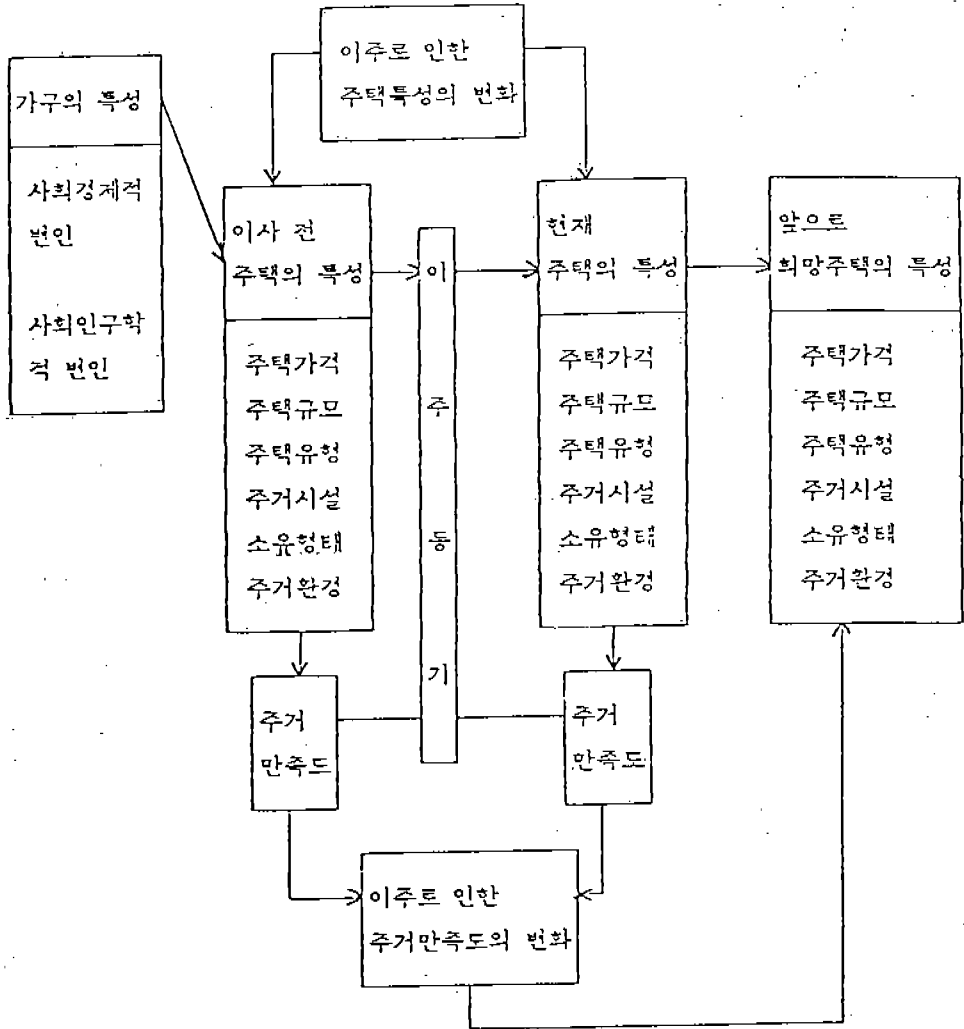 이주로 인한
주택특성의 변화
가구의 특성
사회경제적
변인
사회인구학
적 변인
이사 전
주택의 특성
주택가격
주택규모
주택유형
주거시설
소유형태
주거환경
이
주
동
기
현재
주택의 특성
주택가격
주택규모
주택유형
주거시설
소유형태
주거환경
앞으로
희망주택의 특성
주택가격
주택규모
주택유형
주거시설
소유형태
주거환경
주거
만족도
주거
만족도
이주로 인한
주거만족도의 변화